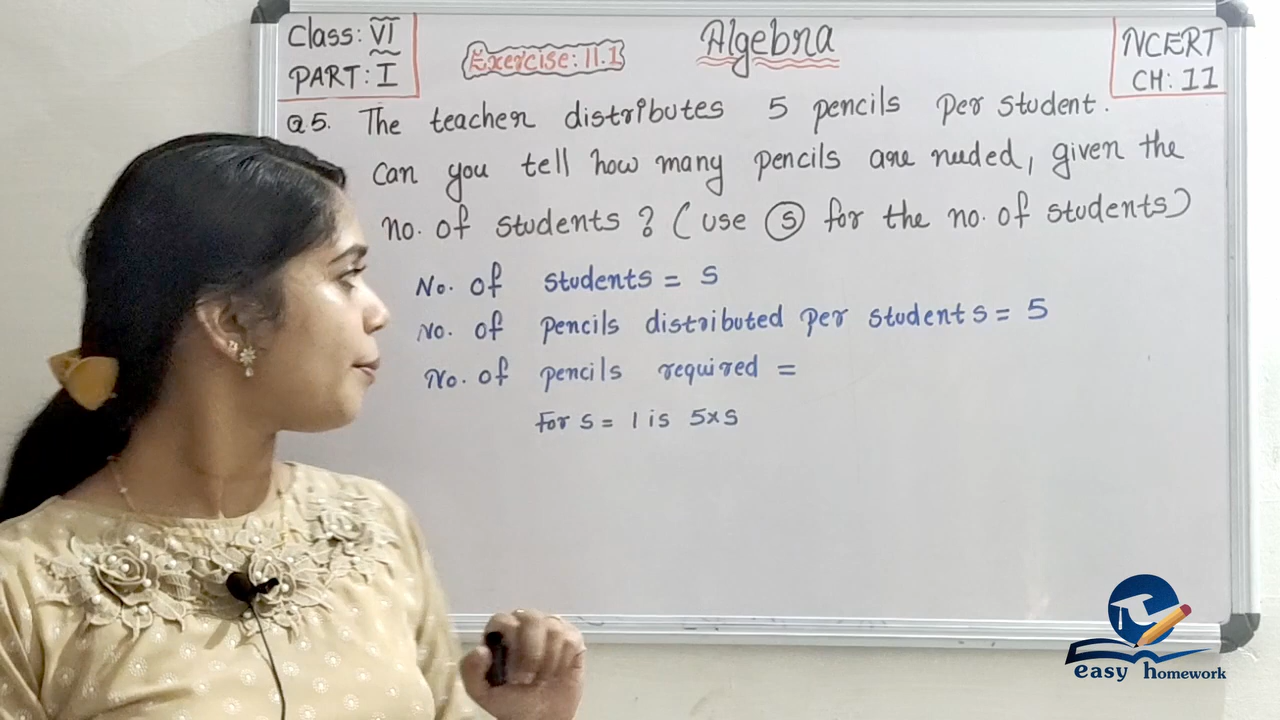 Class: VI
PART: I
Exercise: 11.1
Algebra
NCERT
CH: 11
Q5. The teacher distributes 5 pencils per student.
Can you tell how many pencils are needed, given the
no. of students? (use s for the no. of students)
No. of students = s
No. of pencils distributed per students = 5
No. of pencils required =
For s = 1 is 5×s
easy homework